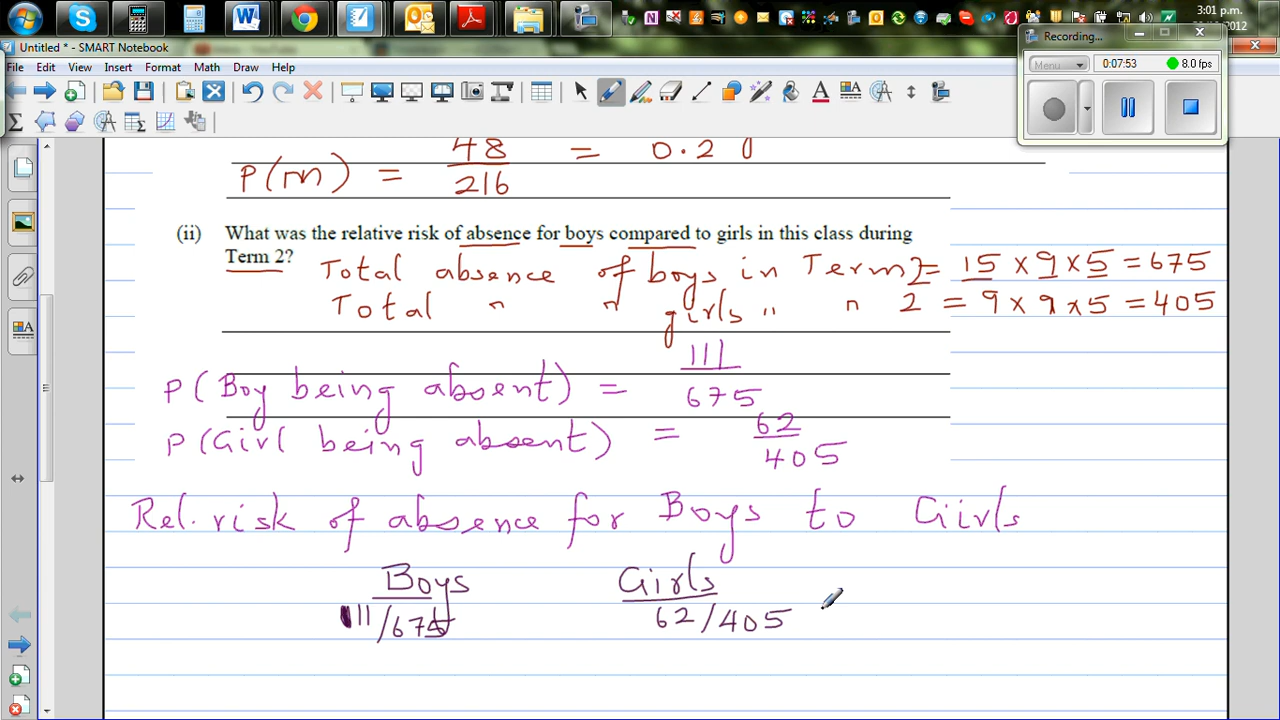 3:01 p.m.
Untitled * - SMART Notebook
Recording...
File Edit View Insert Format Math Draw Help
Menu 0:07:53 8.0 fps
48 = 0.2
P(m) =
216
(ii) What was the relative risk of absence for boys compared to girls in this class during
Term 2?
Total absence of boys in Term 2 = 15 × 9 × 5 = 675
Total " " girls " " 2 = 9 × 9 × 5 = 405
111
P(Boy being absent) =
675
62
P(Girl being absent) =
405
Rel. risk of absence for Boys to Girls
Boys Girls
111/675 62/405